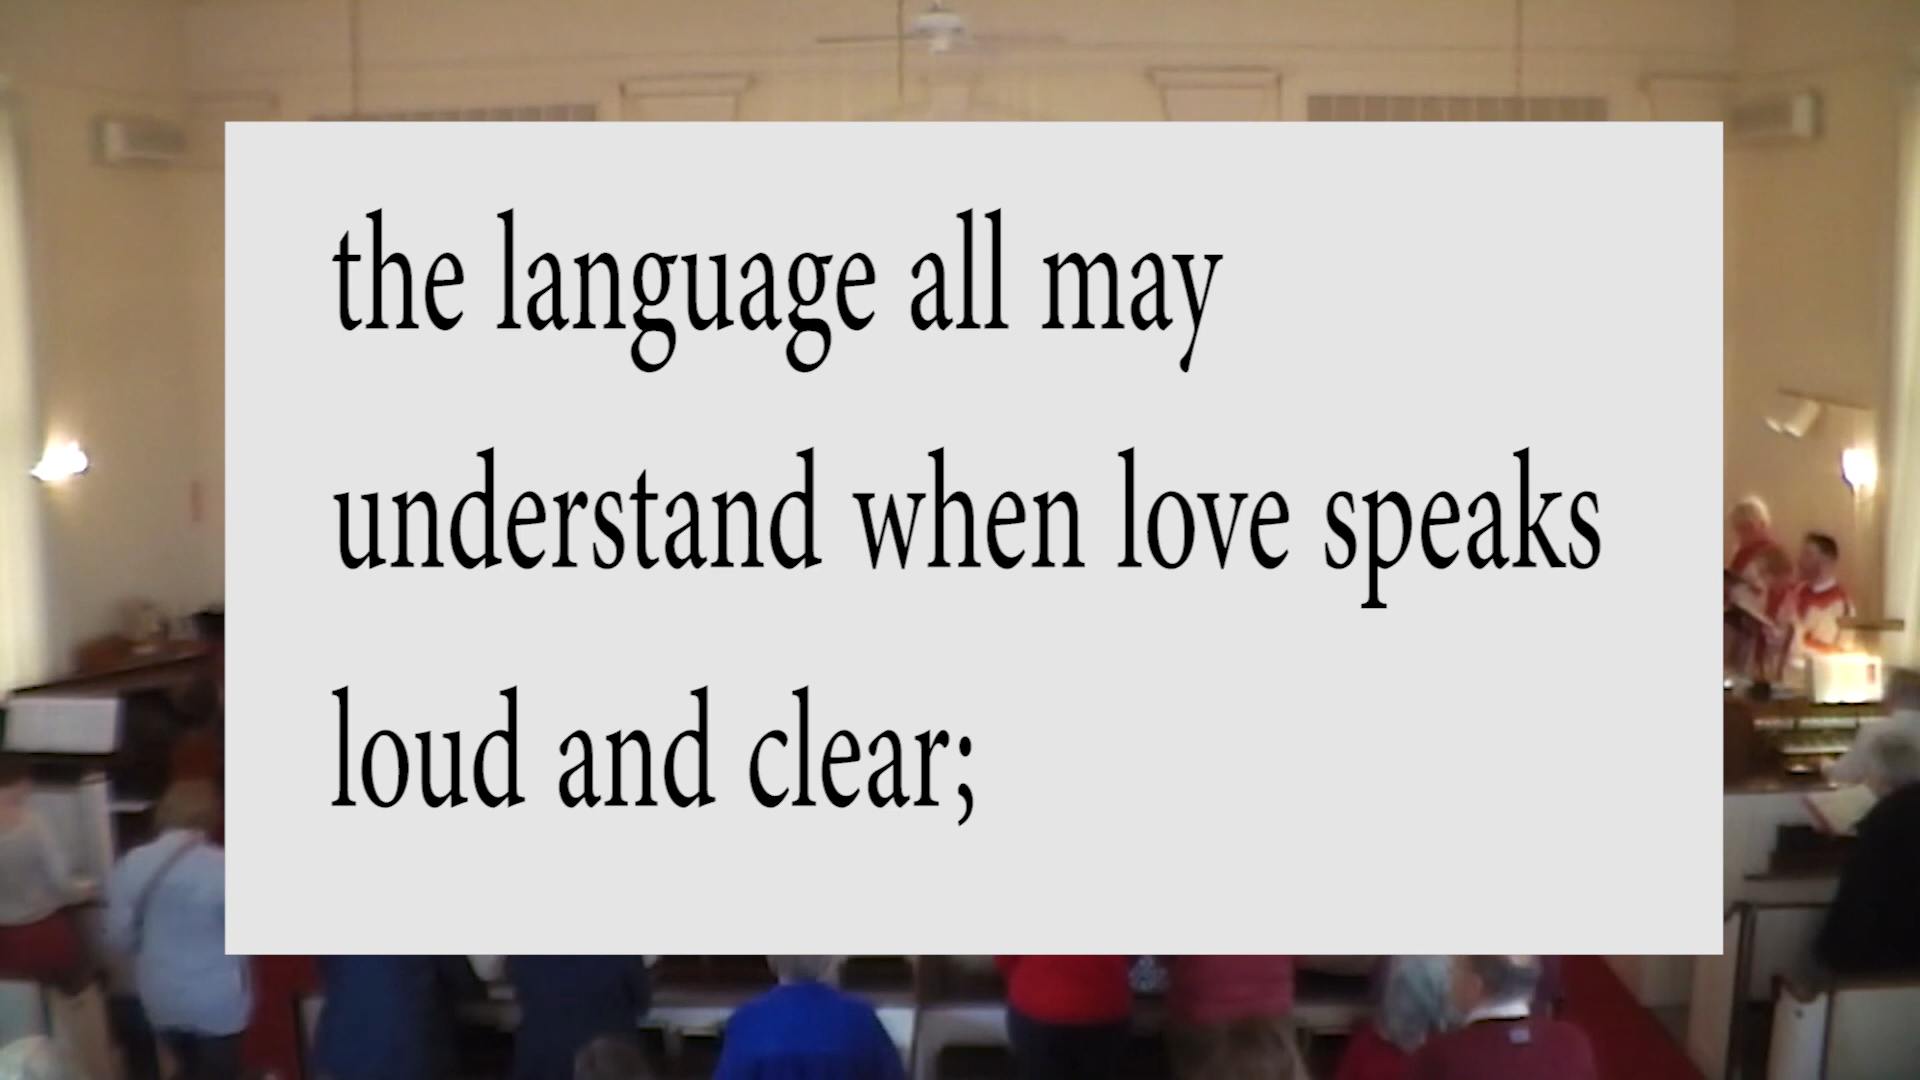 the language all may
understand when love speaks
loud and clear;